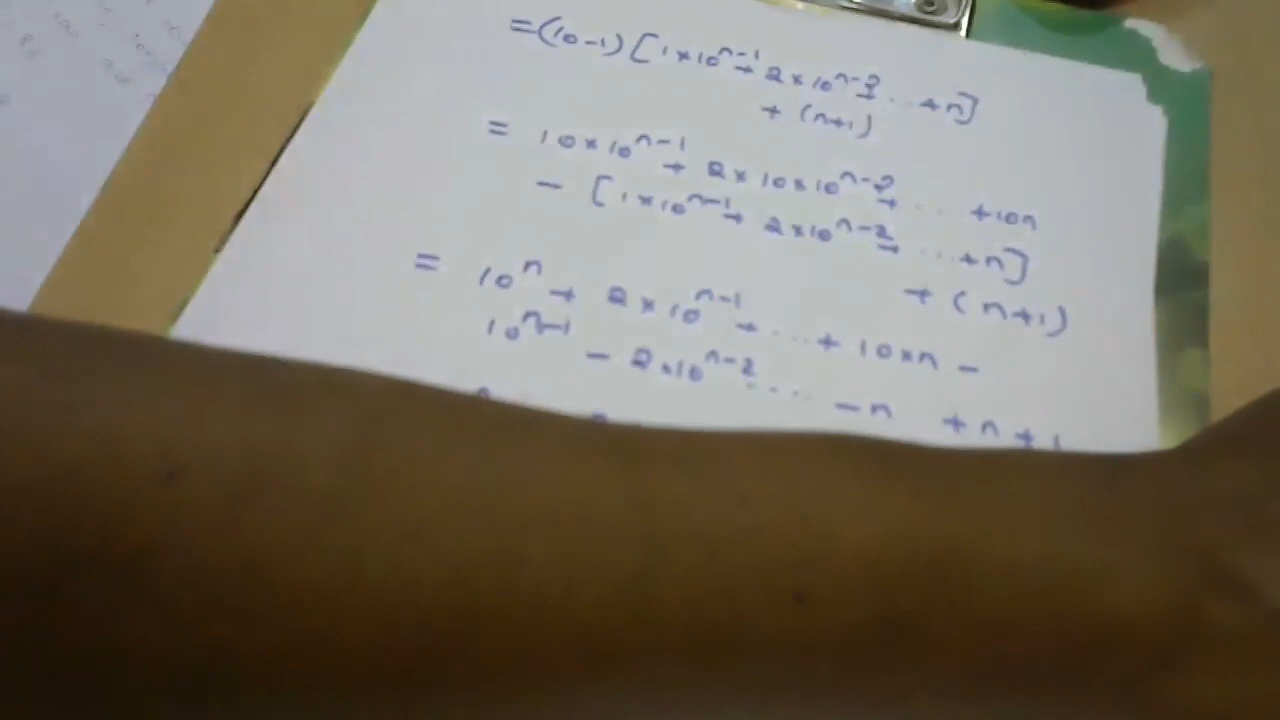 =(10-1)[1×10^{n-1}+2×10^{n-2}+...+n]
+(n+1)
= 10×10^{n-1}+2×10×10^{n-2}+...+10n
-[1×10^{n-1}+2×10^{n-2}+...+n]
+(n+1)
= 10^n+2×10^{n-1}+...+10×n-
10^{n-1}-2×10^{n-2}....-n+n+1